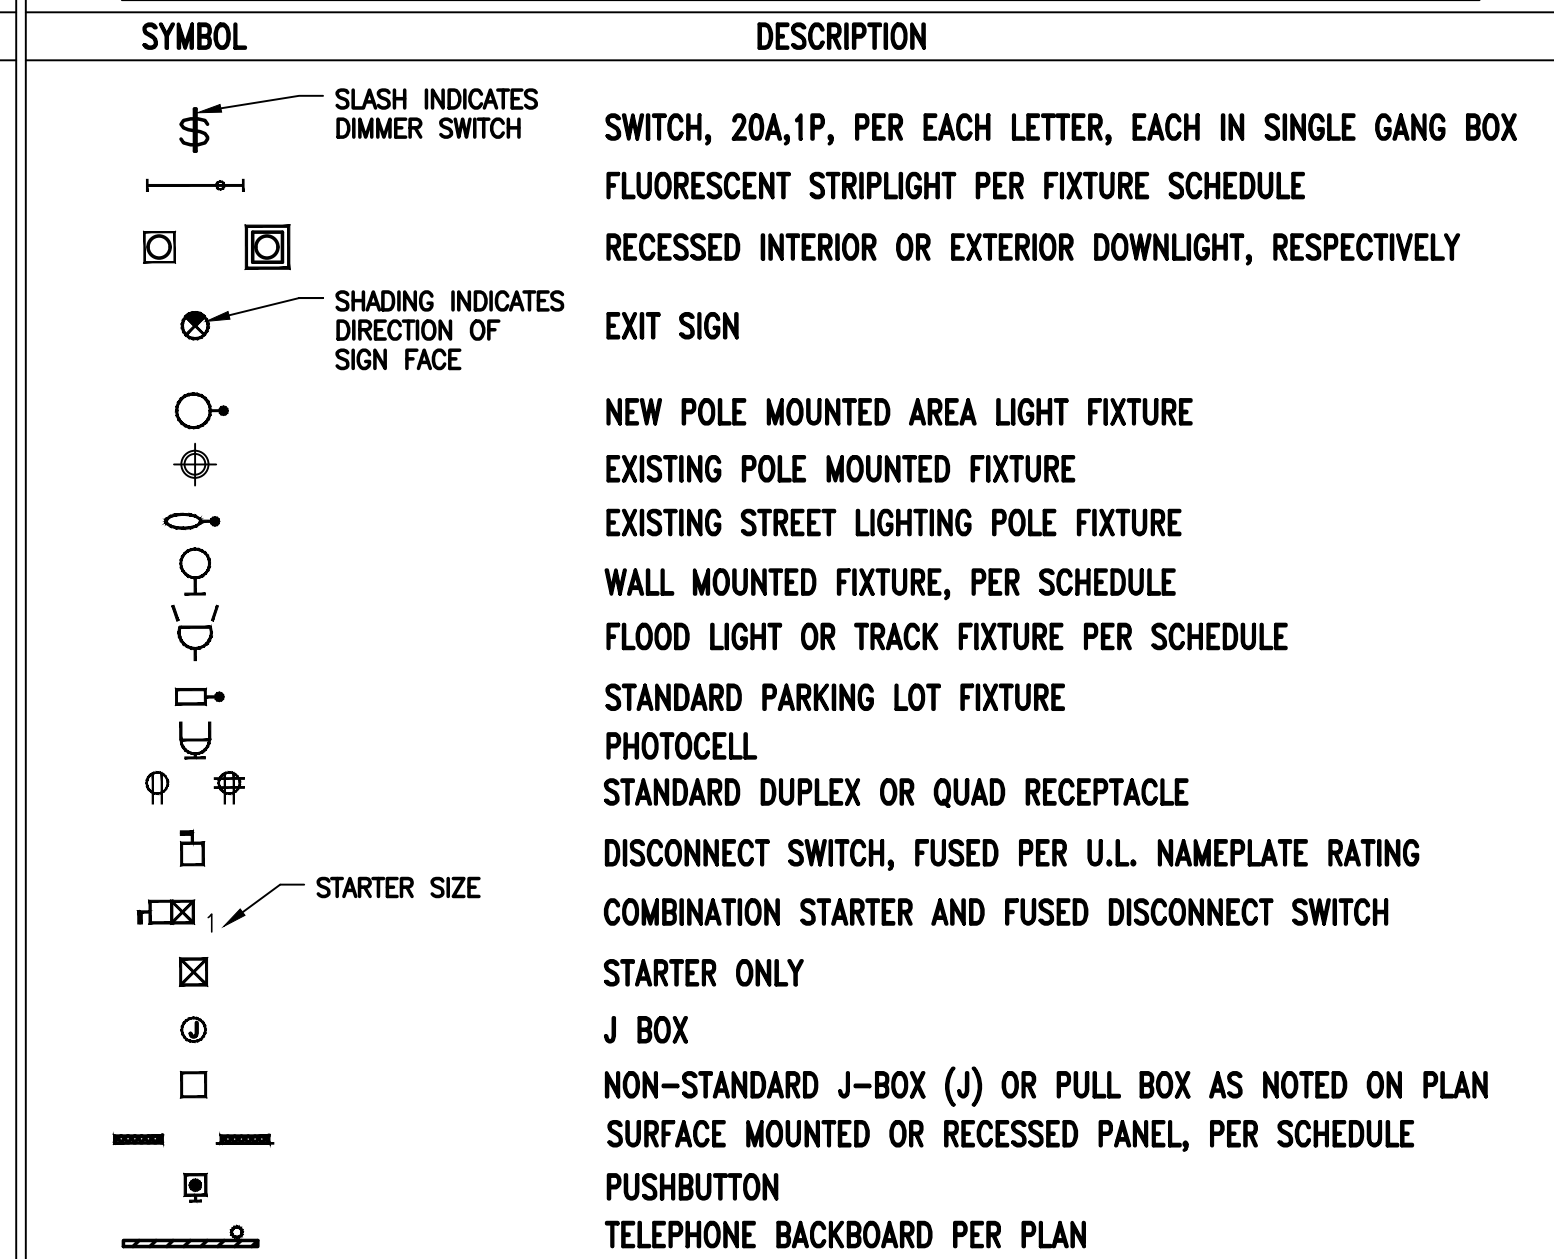 SYMBOL DESCRIPTION
SLASH INDICATES
DIMMER SWITCH
$ SWITCH, 20A,1P, PER EACH LETTER, EACH IN SINGLE GANG BOX
FLUORESCENT STRIPLIGHT PER FIXTURE SCHEDULE
RECESSED INTERIOR OR EXTERIOR DOWNLIGHT, RESPECTIVELY
SHADING INDICATES
DIRECTION OF
SIGN FACE
EXIT SIGN
NEW POLE MOUNTED AREA LIGHT FIXTURE
EXISTING POLE MOUNTED FIXTURE
EXISTING STREET LIGHTING POLE FIXTURE
WALL MOUNTED FIXTURE, PER SCHEDULE
FLOOD LIGHT OR TRACK FIXTURE PER SCHEDULE
STANDARD PARKING LOT FIXTURE
PHOTOCELL
STANDARD DUPLEX OR QUAD RECEPTACLE
DISCONNECT SWITCH, FUSED PER U.L. NAMEPLATE RATING
STARTER SIZE
1 COMBINATION STARTER AND FUSED DISCONNECT SWITCH
STARTER ONLY
J J BOX
NON-STANDARD J-BOX (J) OR PULL BOX AS NOTED ON PLAN
SURFACE MOUNTED OR RECESSED PANEL, PER SCHEDULE
PUSHBUTTON
TELEPHONE BACKBOARD PER PLAN